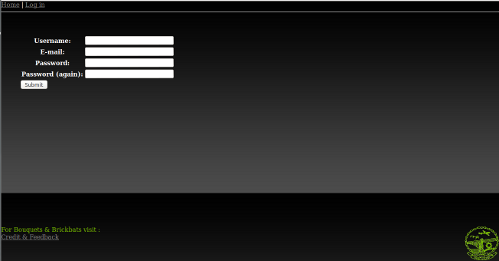 Home | Log in
Username:
E-mail:
Password:
Password (again):
Submit
For Bouquets & Brickbats visit :
Credit & Feedback